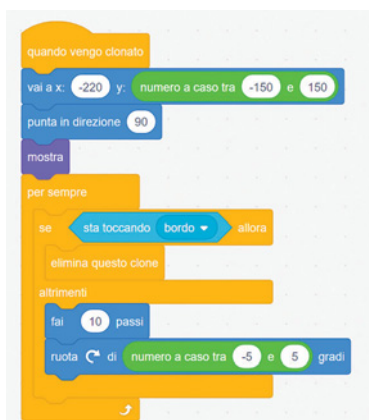 quando vengo clonato
vai a x: -220 y: numero a caso tra -150 e 150
punta in direzione 90
mostra
per sempre
se sta toccando bordo allora
elimina questo clone
altrimenti
fai 10 passi
ruota di numero a caso tra -5 e 5 gradi